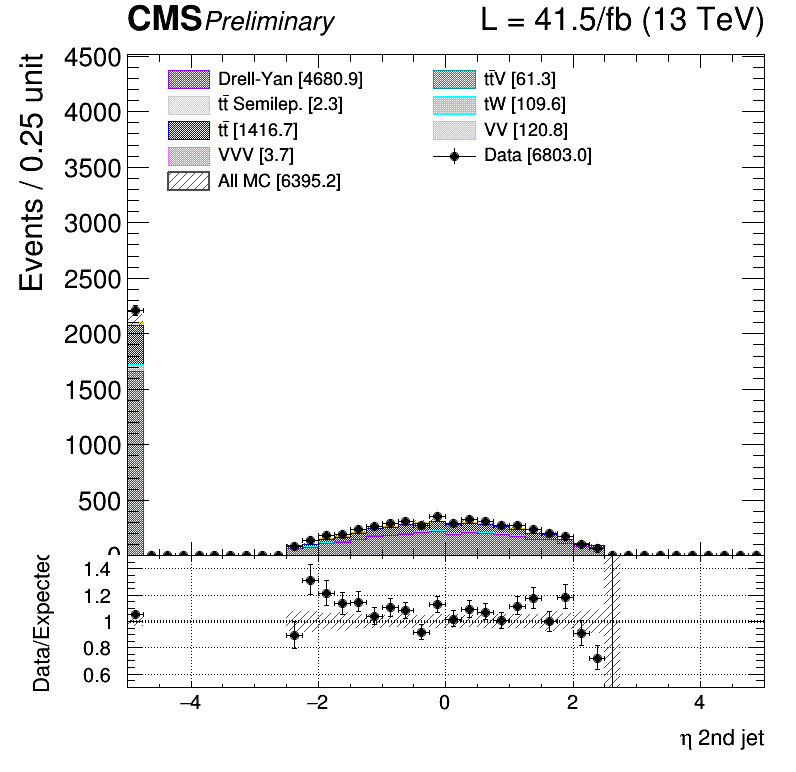 CMS Preliminary L = 41.5/fb (13 TeV)
Events / 0.25 unit
4500
4000
3500
3000
2500
2000
1500
1000
500
0
Drell-Yan [4680.9]
tt̄ Semilep. [2.3]
tt̄ [1416.7]
VVV [3.7]
All MC [6395.2]
tt̄V [61.3]
tW [109.6]
VV [120.8]
Data [6803.0]
Data/Expected
1.4
1.2
1
0.8
0.6
−4 −2 0 2 4
η 2nd jet